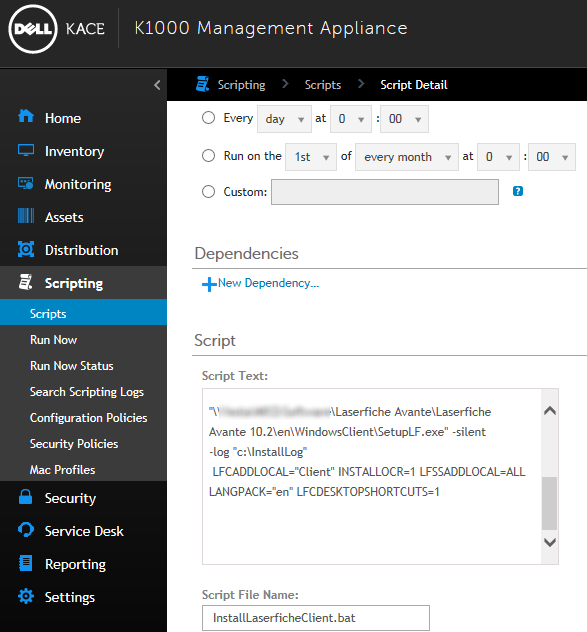 DELL KACE K1000 Management Appliance
Scripting Scripts Script Detail
Home
Inventory
Monitoring
Assets
Distribution
Scripting
Scripts
Run Now
Run Now Status
Search Scripting Logs
Configuration Policies
Security Policies
Mac Profiles
Security
Service Desk
Reporting
Settings
Every day at 0 : 00
Run on the 1st of every month at 0 : 00
Custom: ?
Dependencies
New Dependency...
Script
Script Text:
"\\ \Laserfiche Avante\Laserfiche
Avante 10.2\en\WindowsClient\SetupLF.exe" -silent
-log "c:\InstallLog"
LFCADDLOCAL="Client" INSTALLOCR=1 LFSSADDLOCAL=ALL
LANGPACK="en" LFCDESKTOPSHORTCUTS=1
Script File Name:
InstallLaserficheClient.bat